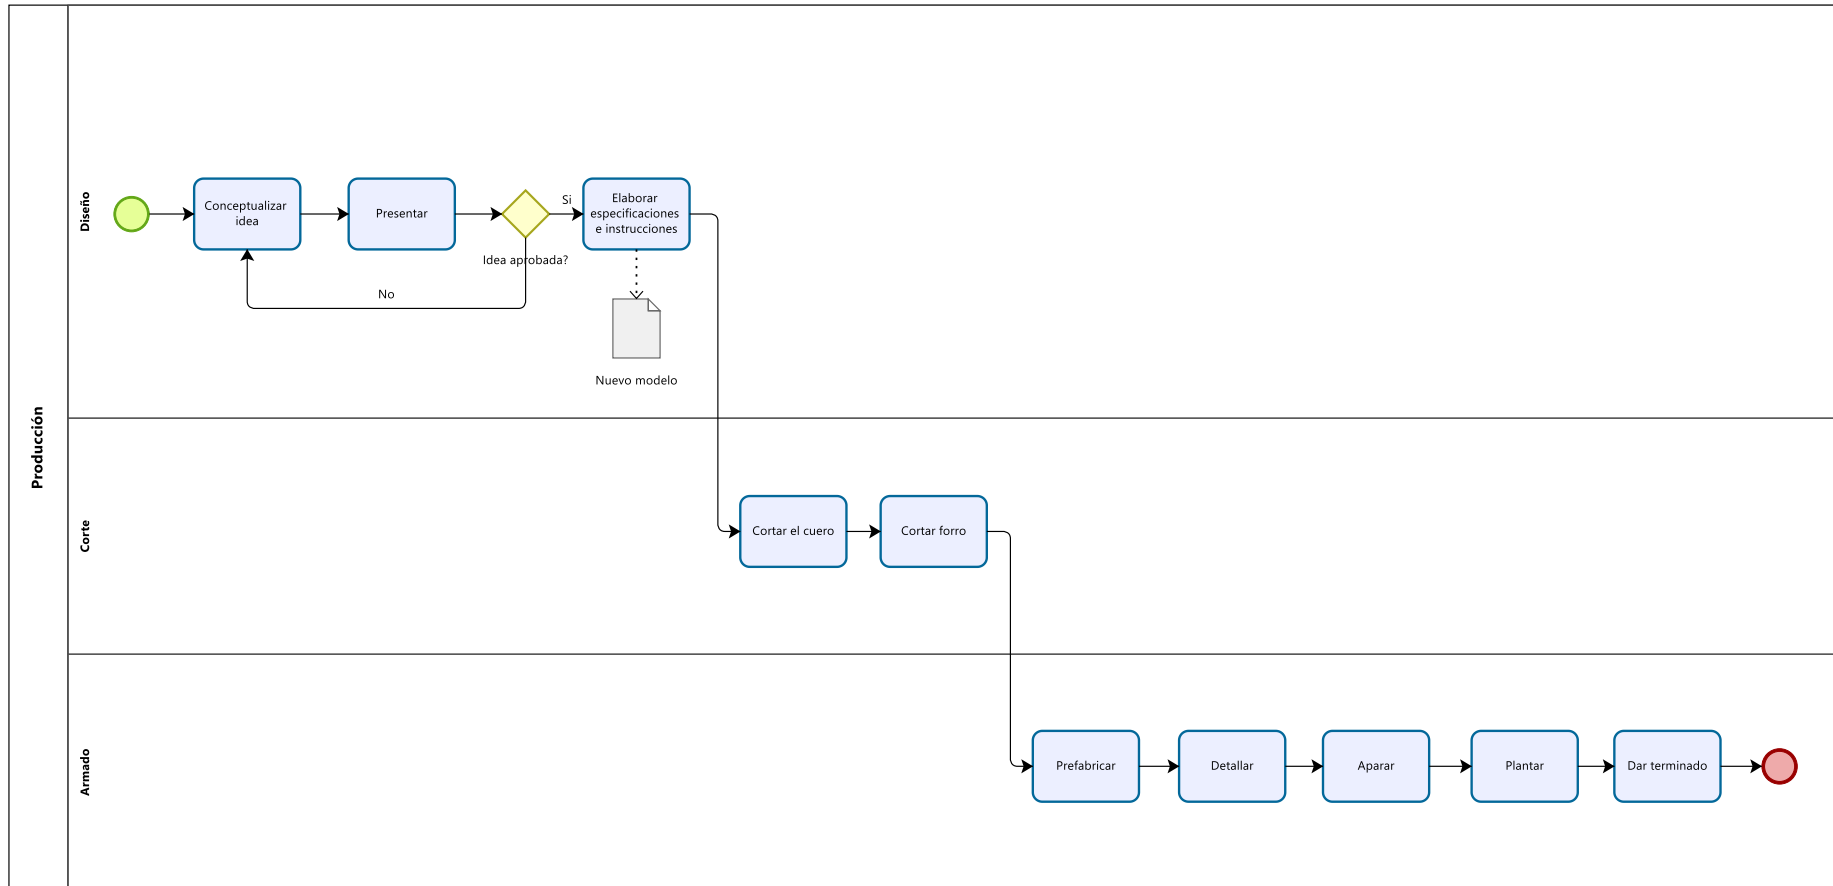 Producción
Diseño
Conceptualizar
idea
Presentar
Idea aprobada?
Si
No
Elaborar
especificaciones
e instrucciones
Nuevo modelo
Corte
Cortar el cuero
Cortar forro
Armado
Prefabricar
Detallar
Aparar
Plantar
Dar terminado